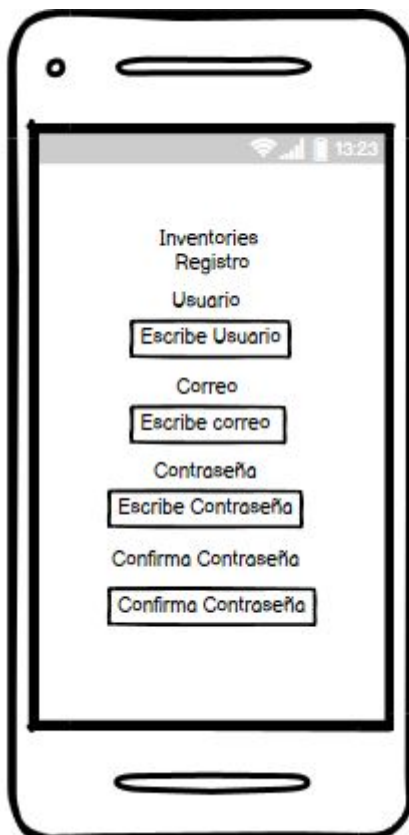 13:23
Inventories
Registro
Usuario
Escribe Usuario
Correo
Escribe correo
Contraseña
Escribe Contraseña
Confirma Contraseña
Confirma Contraseña